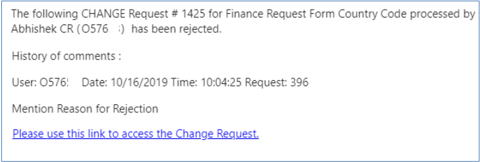 The following CHANGE Request # 1425 for Finance Request Form Country Code processed by
Abhishek CR (O576 :) has been rejected.
History of comments :
User: O576 Date: 10/16/2019 Time: 10:04:25 Request: 396
Mention Reason for Rejection
Please use this link to access the Change Request.